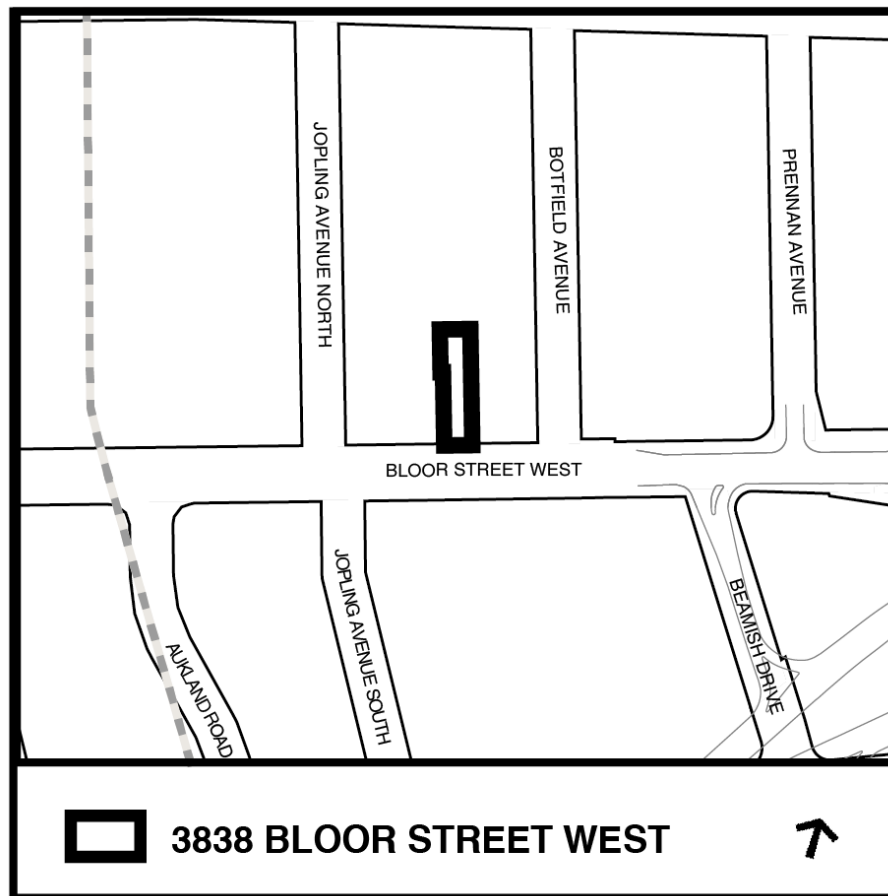 JOPLING AVENUE NORTH
BOTFIELD AVENUE
PRENNAN AVENUE
BLOOR STREET WEST
AUKLAND ROAD
JOPLING AVENUE SOUTH
BEAMISH DRIVE
3838 BLOOR STREET WEST